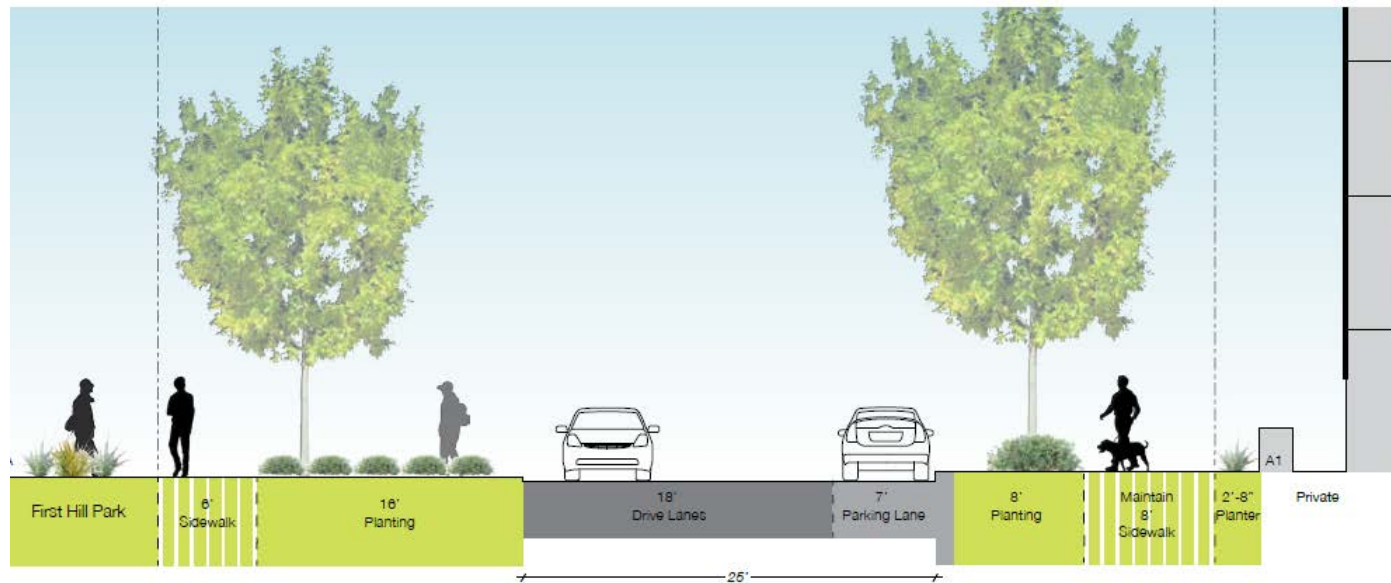 First Hill Park
6'
Sidewalk
16'
Planting
18'
Drive Lanes
7'
Parking Lane
8'
Planting
Maintain
8'
Sidewalk
2'-8"
Planter
A1
Private
25'